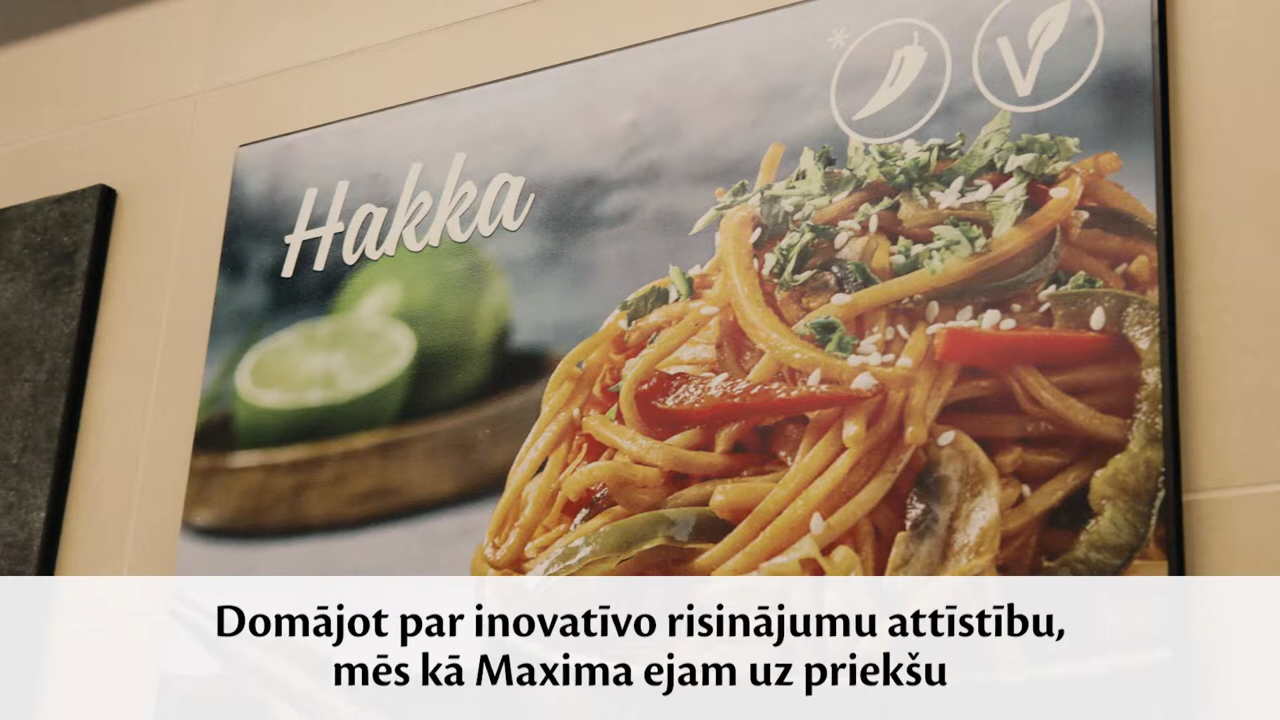 Hakka
V
Domājot par inovatīvo risinājumu attīstību,
mēs kā Maxima ejam uz priekšu